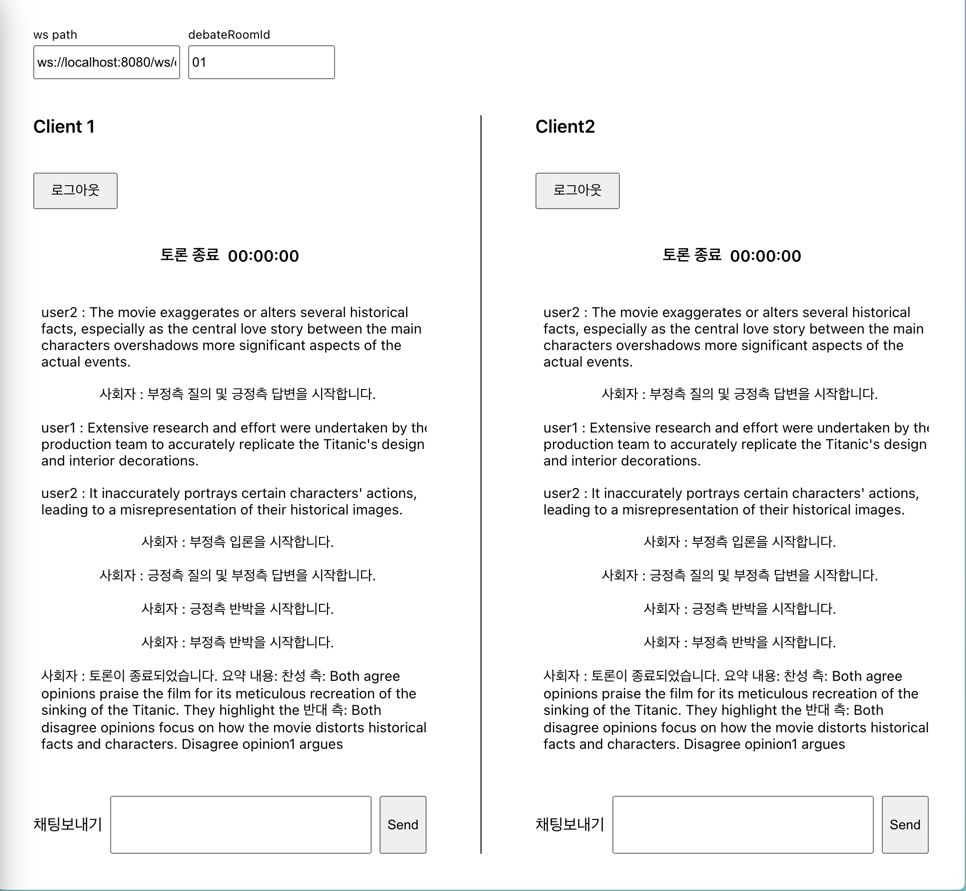 ws path
debateRoomId
ws://localhost:8080/ws/
01
Client 1
로그아웃
토론 종료 00:00:00
user2 : The movie exaggerates or alters several historical
facts, especially as the central love story between the main
characters overshadows more significant aspects of the
actual events.
사회자 : 부정측 질의 및 긍정측 답변을 시작합니다.
user1 : Extensive research and effort were undertaken by the
production team to accurately replicate the Titanic's design
and interior decorations.
user2 : It inaccurately portrays certain characters' actions,
leading to a misrepresentation of their historical images.
사회자 : 부정측 입론을 시작합니다.
사회자 : 긍정측 질의 및 부정측 답변을 시작합니다.
사회자 : 긍정측 반박을 시작합니다.
사회자 : 부정측 반박을 시작합니다.
사회자 : 토론이 종료되었습니다. 요약 내용: 찬성 측: Both agree
opinions praise the film for its meticulous recreation of the
sinking of the Titanic. They highlight the 반대 측: Both
disagree opinions focus on how the movie distorts historical
facts and characters. Disagree opinion1 argues
채팅보내기
Send
Client2
로그아웃
토론 종료 00:00:00
user2 : The movie exaggerates or alters several historical
facts, especially as the central love story between the main
characters overshadows more significant aspects of the
actual events.
사회자 : 부정측 질의 및 긍정측 답변을 시작합니다.
user1 : Extensive research and effort were undertaken by the
production team to accurately replicate the Titanic's design
and interior decorations.
user2 : It inaccurately portrays certain characters' actions,
leading to a misrepresentation of their historical images.
사회자 : 부정측 입론을 시작합니다.
사회자 : 긍정측 질의 및 부정측 답변을 시작합니다.
사회자 : 긍정측 반박을 시작합니다.
사회자 : 부정측 반박을 시작합니다.
사회자 : 토론이 종료되었습니다. 요약 내용: 찬성 측: Both agree
opinions praise the film for its meticulous recreation of the
sinking of the Titanic. They highlight the 반대 측: Both
disagree opinions focus on how the movie distorts historical
facts and characters. Disagree opinion1 argues
채팅보내기
Send